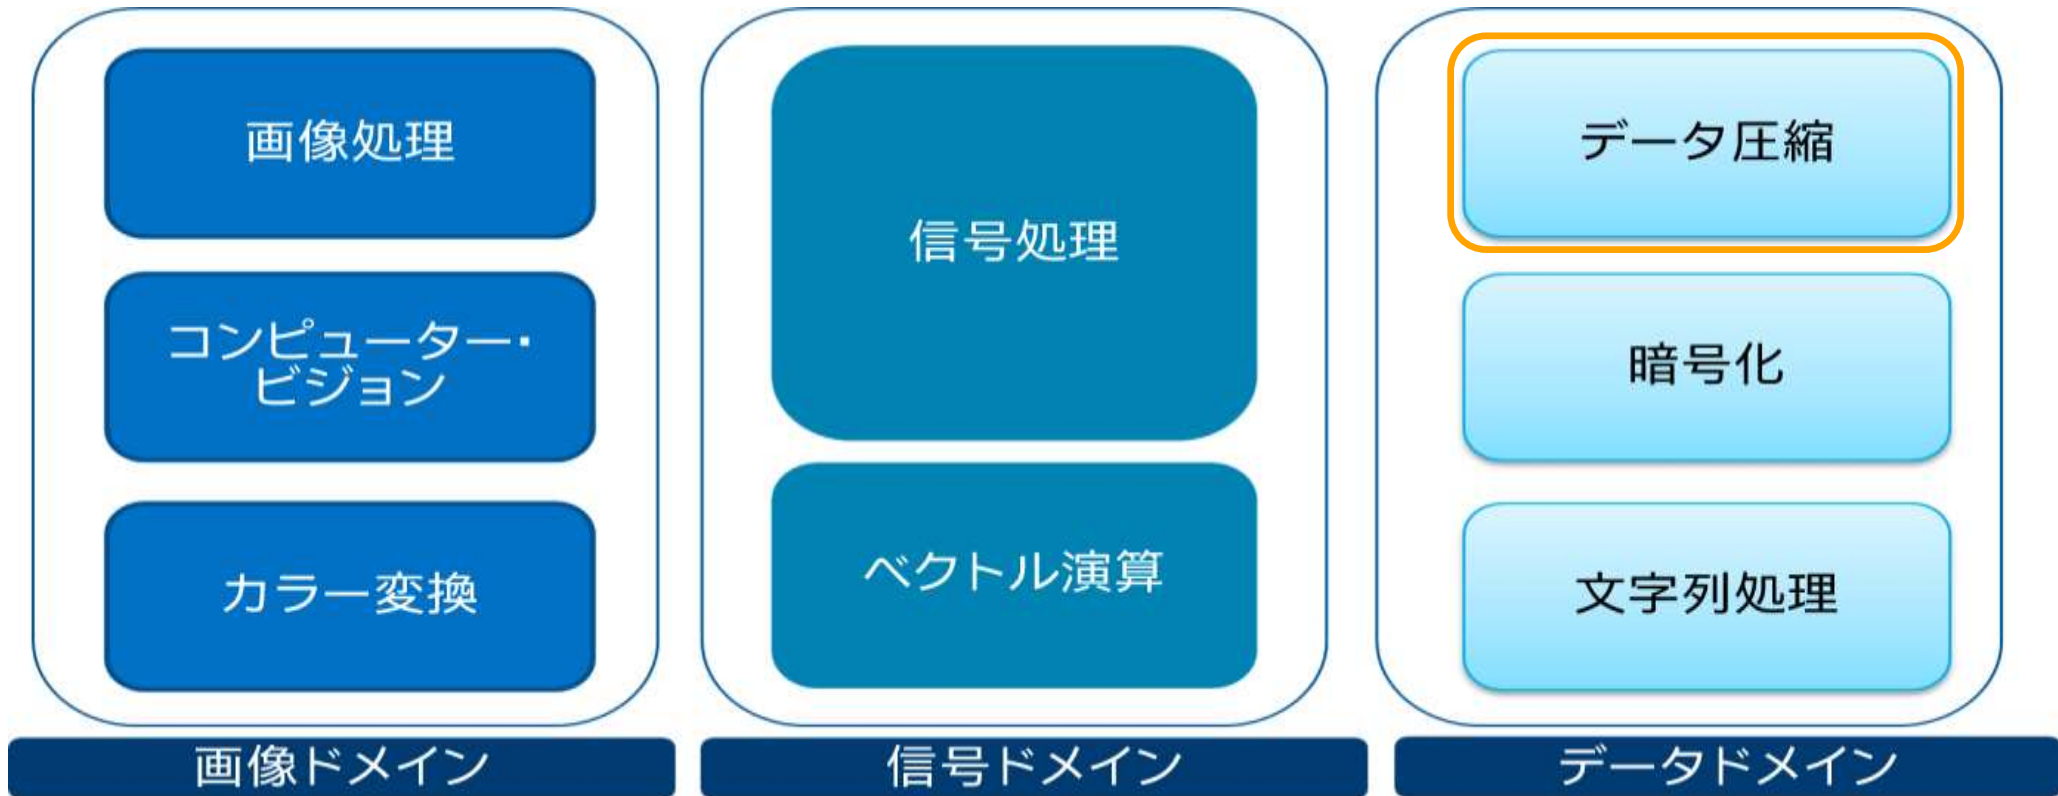 画像処理
コンピューター・
ビジョン
カラー変換
画像ドメイン
信号処理
ベクトル演算
信号ドメイン
データ圧縮
暗号化
文字列処理
データドメイン